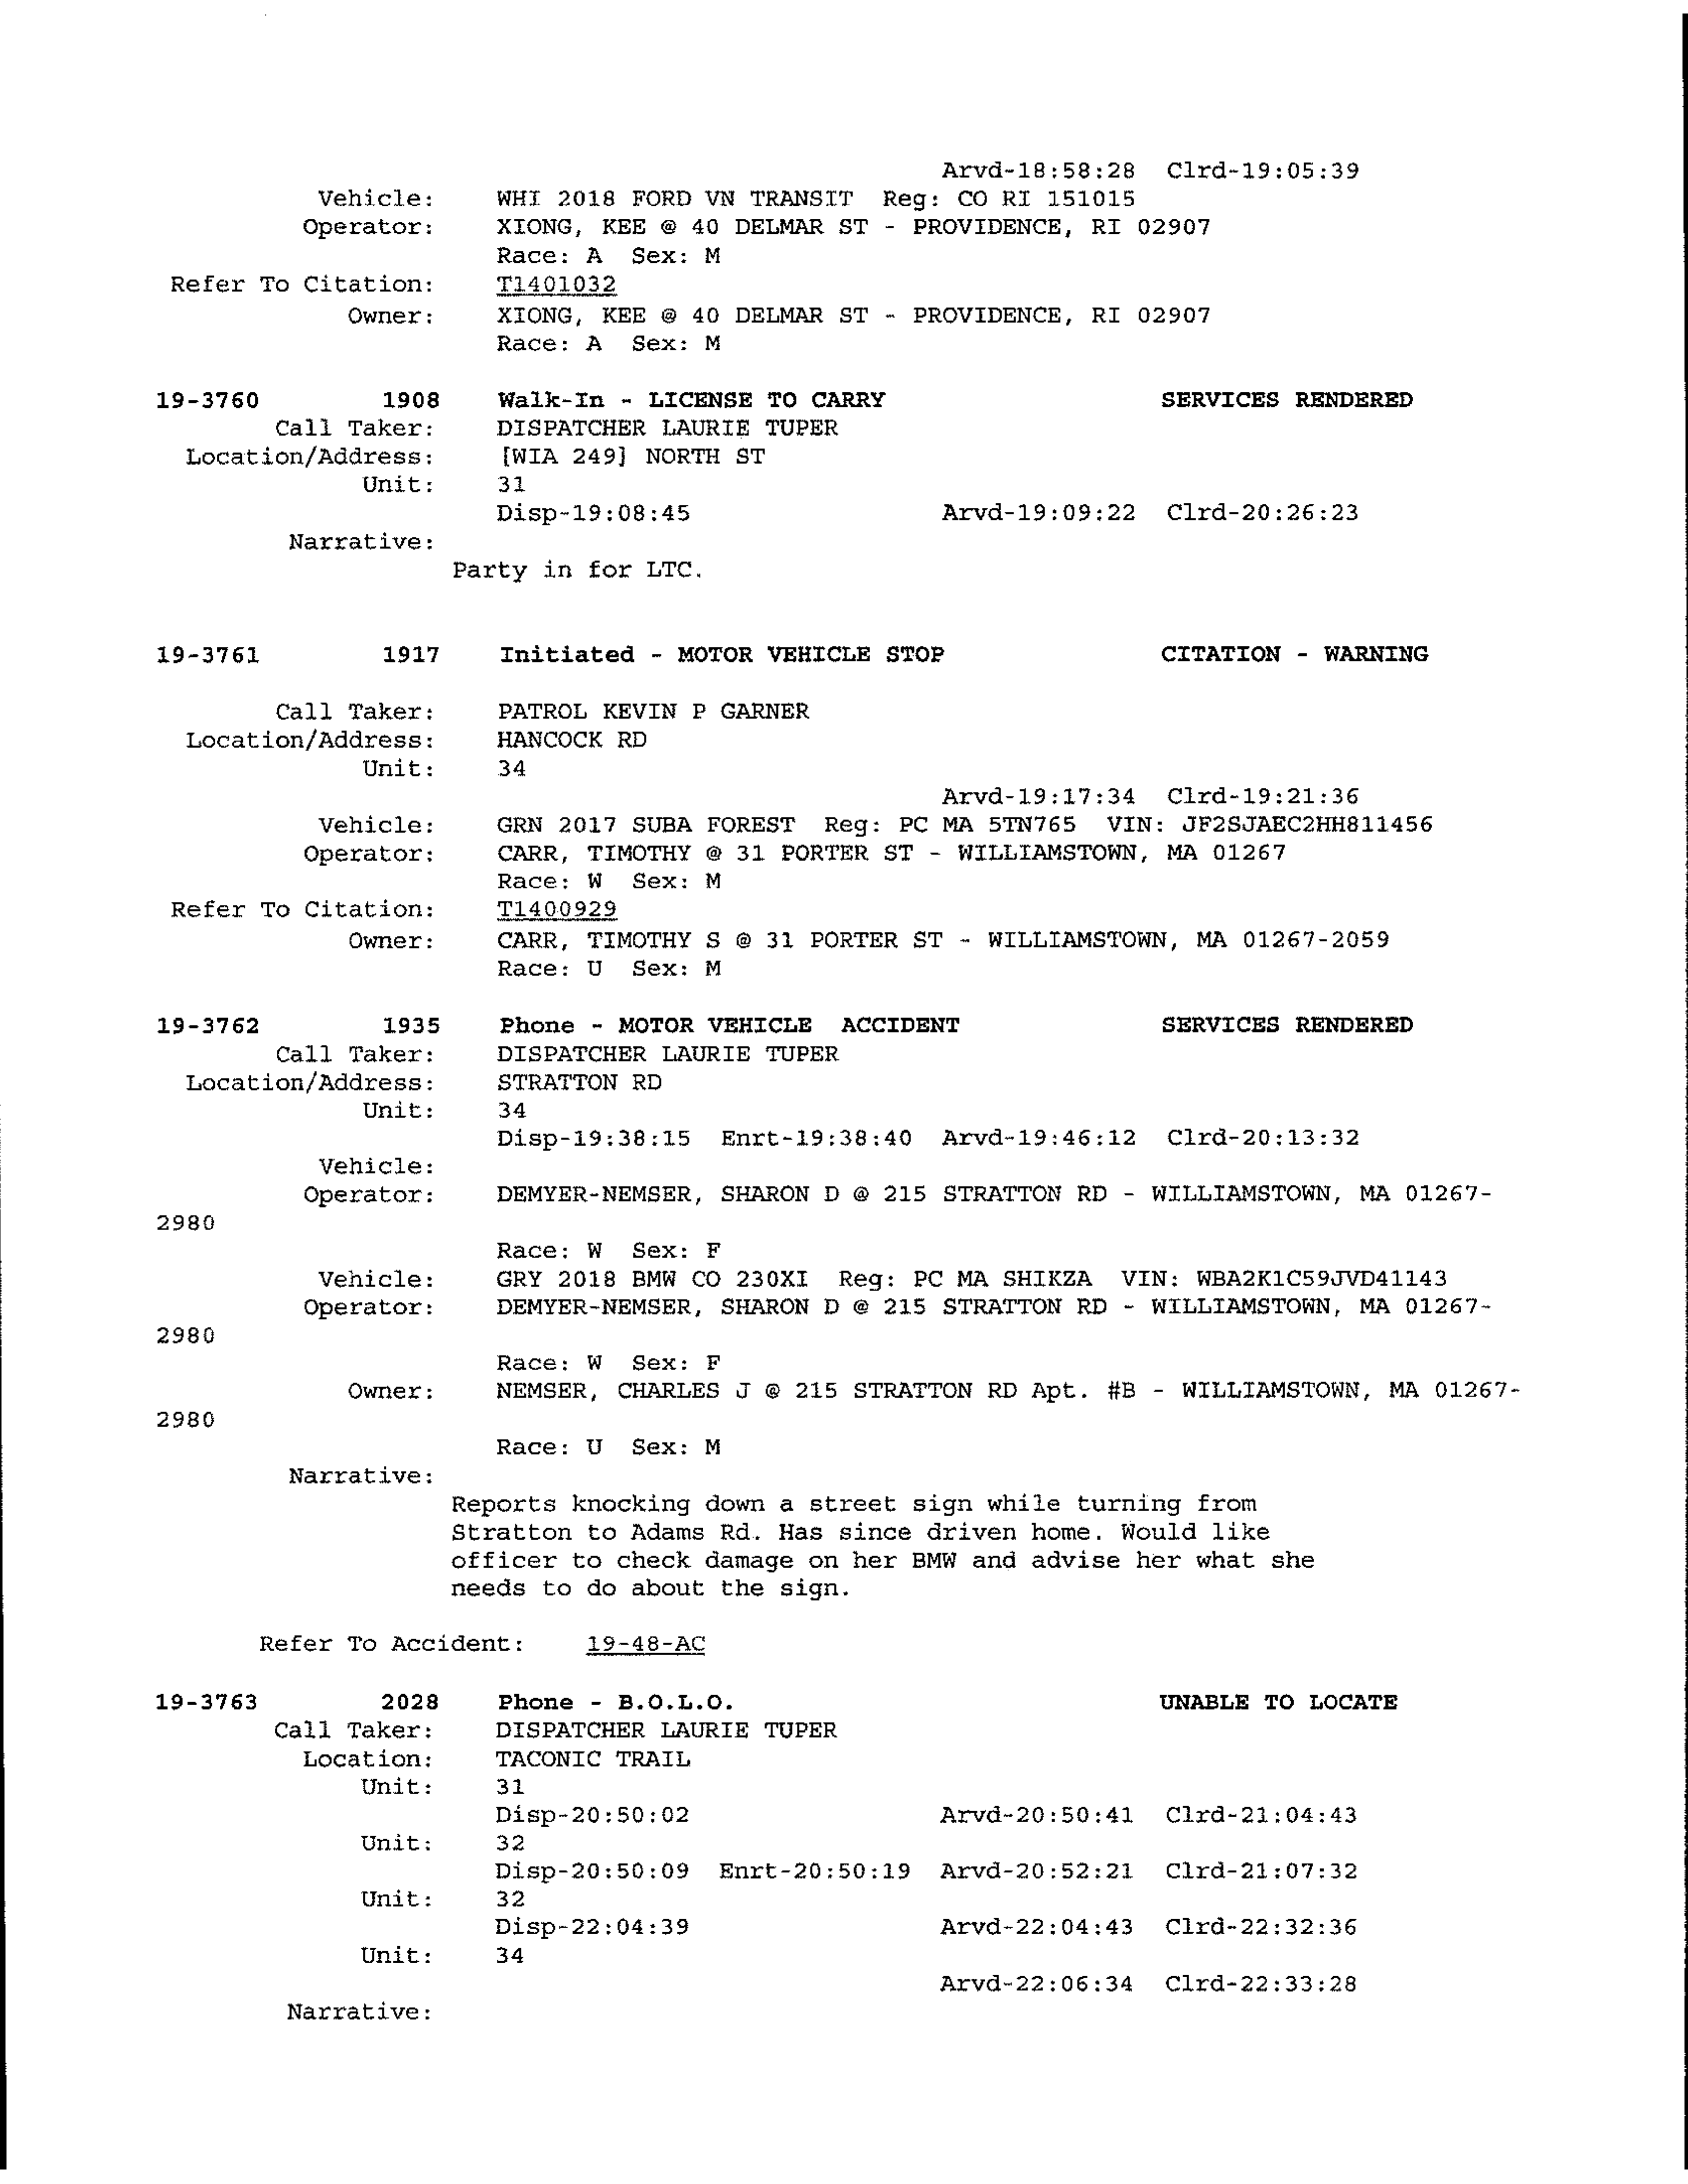 Arvd-18:58:28 Clrd-19:05:39
Vehicle: WHI 2018 FORD VN TRANSIT Reg: CO RI 151015
Operator: XIONG, KEE @ 40 DELMAR ST - PROVIDENCE, RI 02907
Race: A Sex: M
Refer To Citation: T1401032
Owner: XIONG, KEE @ 40 DELMAR ST - PROVIDENCE, RI 02907
Race: A Sex: M
19-3760 1908 Walk-In - LICENSE TO CARRY SERVICES RENDERED
Call Taker: DISPATCHER LAURIE TUPER
Location/Address: [WIA 249] NORTH ST
Unit: 31
Disp-19:08:45 Arvd-19:09:22 Clrd-20:26:23
Narrative:
Party in for LTC.
19-3761 1917 Initiated - MOTOR VEHICLE STOP CITATION - WARNING
Call Taker: PATROL KEVIN P GARNER
Location/Address: HANCOCK RD
Unit: 34
Arvd-19:17:34 Clrd-19:21:36
Vehicle: GRN 2017 SUBA FOREST Reg: PC MA 5TN765 VIN: JF2SJAEC2HH811456
Operator: CARR, TIMOTHY @ 31 PORTER ST - WILLIAMSTOWN, MA 01267
Race: W Sex: M
Refer To Citation: T1400929
Owner: CARR, TIMOTHY S @ 31 PORTER ST - WILLIAMSTOWN, MA 01267-2059
Race: U Sex: M
19-3762 1935 Phone - MOTOR VEHICLE ACCIDENT SERVICES RENDERED
Call Taker: DISPATCHER LAURIE TUPER
Location/Address: STRATTON RD
Unit: 34
Disp-19:38:15 Enrt-19:38:40 Arvd-19:46:12 Clrd-20:13:32
Vehicle:
Operator: DEMYER-NEMSER, SHARON D @ 215 STRATTON RD - WILLIAMSTOWN, MA 01267-
2980
Race: W Sex: F
Vehicle: GRY 2018 BMW CO 230XI Reg: PC MA SHIKZA VIN: WBA2K1C59JVD41143
Operator: DEMYER-NEMSER, SHARON D @ 215 STRATTON RD - WILLIAMSTOWN, MA 01267-
2980
Race: W Sex: F
Owner: NEMSER, CHARLES J @ 215 STRATTON RD Apt. #B - WILLIAMSTOWN, MA 01267-
2980
Race: U Sex: M
Narrative:
Reports knocking down a street sign while turning from
Stratton to Adams Rd. Has since driven home. Would like
officer to check damage on her BMW and advise her what she
needs to do about the sign.
Refer To Accident: 19-48-AC
19-3763 2028 Phone - B.O.L.O. UNABLE TO LOCATE
Call Taker: DISPATCHER LAURIE TUPER
Location: TACONIC TRAIL
Unit: 31
Disp-20:50:02 Arvd-20:50:41 Clrd-21:04:43
Unit: 32
Disp-20:50:09 Enrt-20:50:19 Arvd-20:52:21 Clrd-21:07:32
Unit: 32
Disp-22:04:39 Arvd-22:04:43 Clrd-22:32:36
Unit: 34
Arvd-22:06:34 Clrd-22:33:28
Narrative: